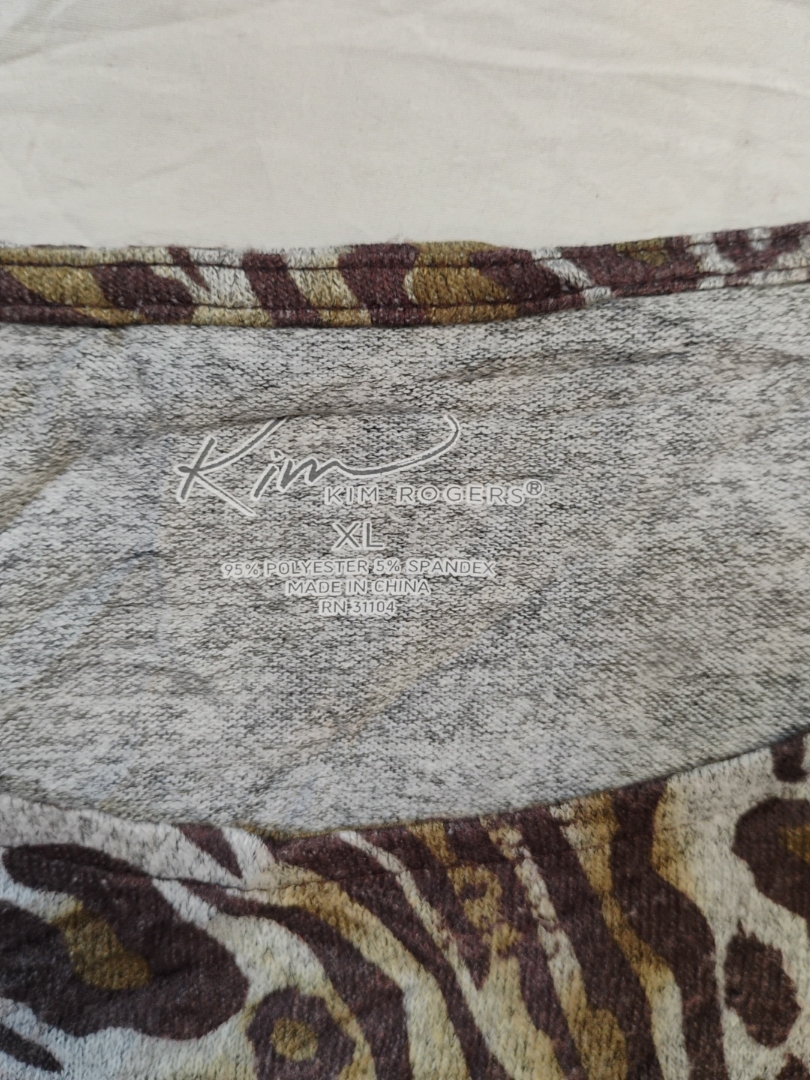 Kim
KIM ROGERS®
XL
95% POLYESTER 5% SPANDEX
MADE IN CHINA
RN 31104